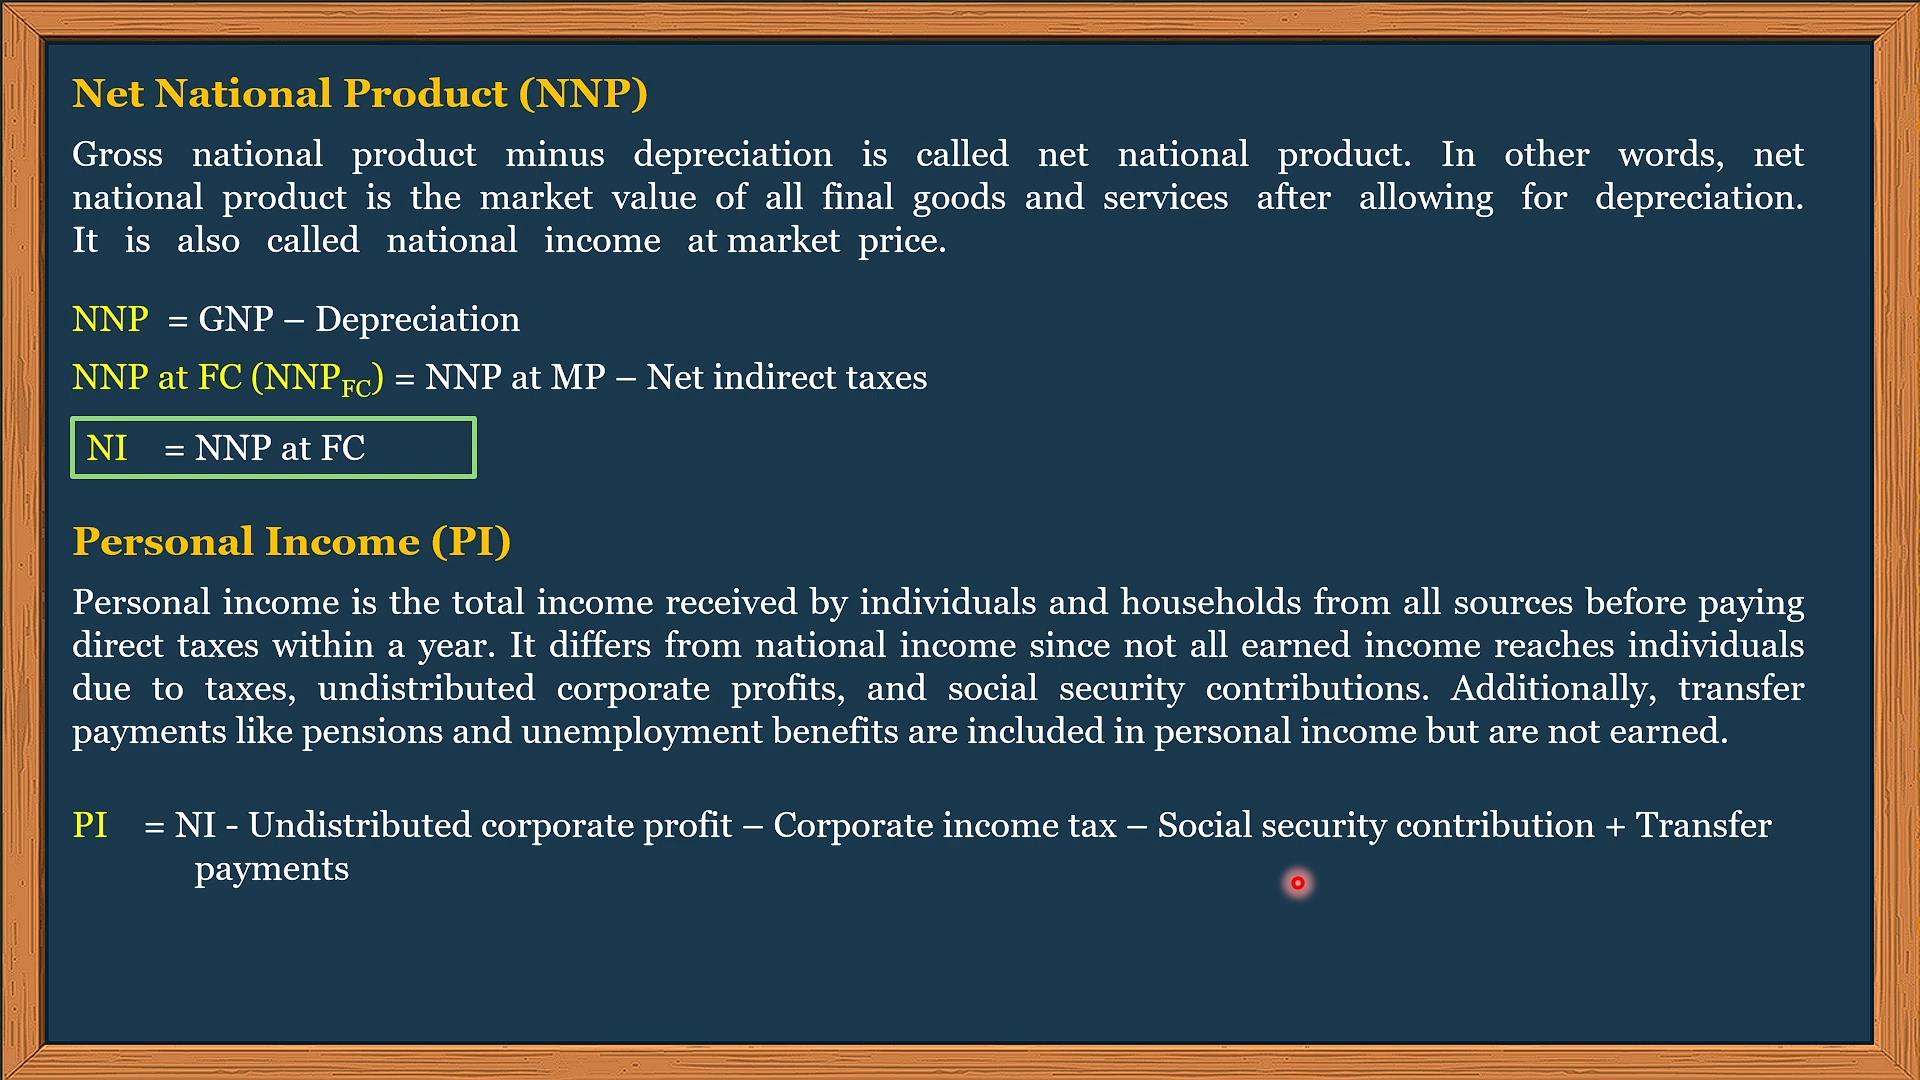 Net National Product (NNP)
Gross national product minus depreciation is called net national product. In other words, net
national product is the market value of all final goods and services after allowing for depreciation.
It is also called national income at market price.
NNP = GNP – Depreciation
NNP at FC (NNPFC) = NNP at MP – Net indirect taxes
NI = NNP at FC
Personal Income (PI)
Personal income is the total income received by individuals and households from all sources before paying
direct taxes within a year. It differs from national income since not all earned income reaches individuals
due to taxes, undistributed corporate profits, and social security contributions. Additionally, transfer
payments like pensions and unemployment benefits are included in personal income but are not earned.
PI = NI - Undistributed corporate profit – Corporate income tax – Social security contribution + Transfer
payments